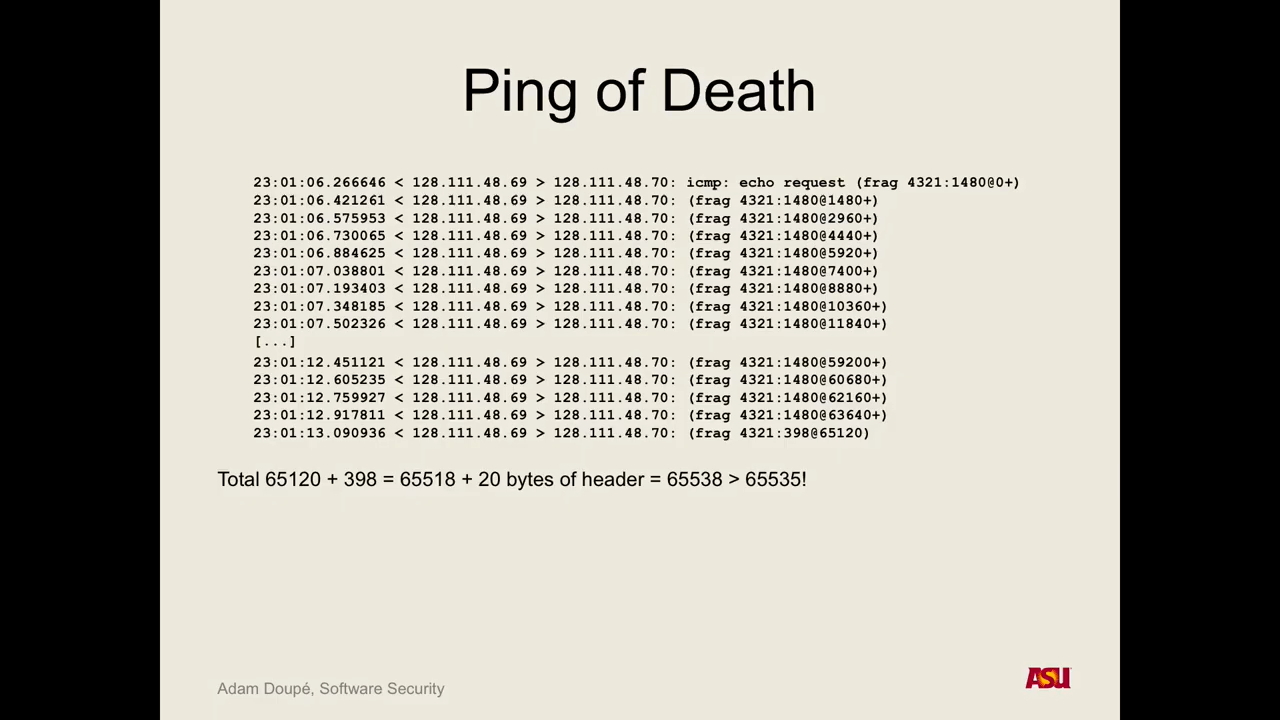 Ping of Death
23:01:06.266646 < 128.111.48.69 > 128.111.48.70: icmp: echo request (frag 4321:1480@0+)
23:01:06.421261 < 128.111.48.69 > 128.111.48.70: (frag 4321:1480@1480+)
23:01:06.575953 < 128.111.48.69 > 128.111.48.70: (frag 4321:1480@2960+)
23:01:06.730065 < 128.111.48.69 > 128.111.48.70: (frag 4321:1480@4440+)
23:01:06.884625 < 128.111.48.69 > 128.111.48.70: (frag 4321:1480@5920+)
23:01:07.038801 < 128.111.48.69 > 128.111.48.70: (frag 4321:1480@7400+)
23:01:07.193403 < 128.111.48.69 > 128.111.48.70: (frag 4321:1480@8880+)
23:01:07.348185 < 128.111.48.69 > 128.111.48.70: (frag 4321:1480@10360+)
23:01:07.502326 < 128.111.48.69 > 128.111.48.70: (frag 4321:1480@11840+)
[...]
23:01:12.451121 < 128.111.48.69 > 128.111.48.70: (frag 4321:1480@59200+)
23:01:12.605235 < 128.111.48.69 > 128.111.48.70: (frag 4321:1480@60680+)
23:01:12.759927 < 128.111.48.69 > 128.111.48.70: (frag 4321:1480@62160+)
23:01:12.917811 < 128.111.48.69 > 128.111.48.70: (frag 4321:1480@63640+)
23:01:13.090936 < 128.111.48.69 > 128.111.48.70: (frag 4321:398@65120)
Total 65120 + 398 = 65518 + 20 bytes of header = 65538 > 65535!
Adam Doupé, Software Security
ASU